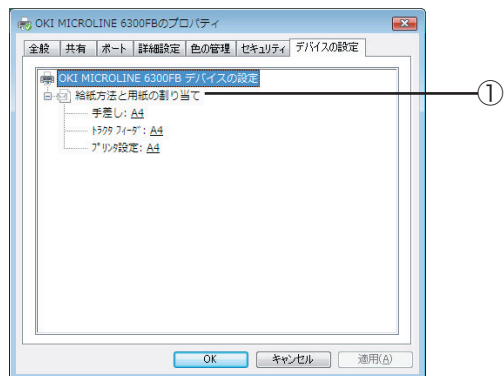 OKI MICROLINE 6300FBのプロパティ
全般 共有 ポート 詳細設定 色の管理 セキュリティ デバイスの設定
OKI MICROLINE 6300FB デバイスの設定
給紙方法と用紙の割り当て ①
手差し: A4
ﾄﾗｸﾀ ﾌｨｰﾀﾞ: A4
ﾌﾟﾘﾝﾀ設定: A4
OK キャンセル 適用(A)